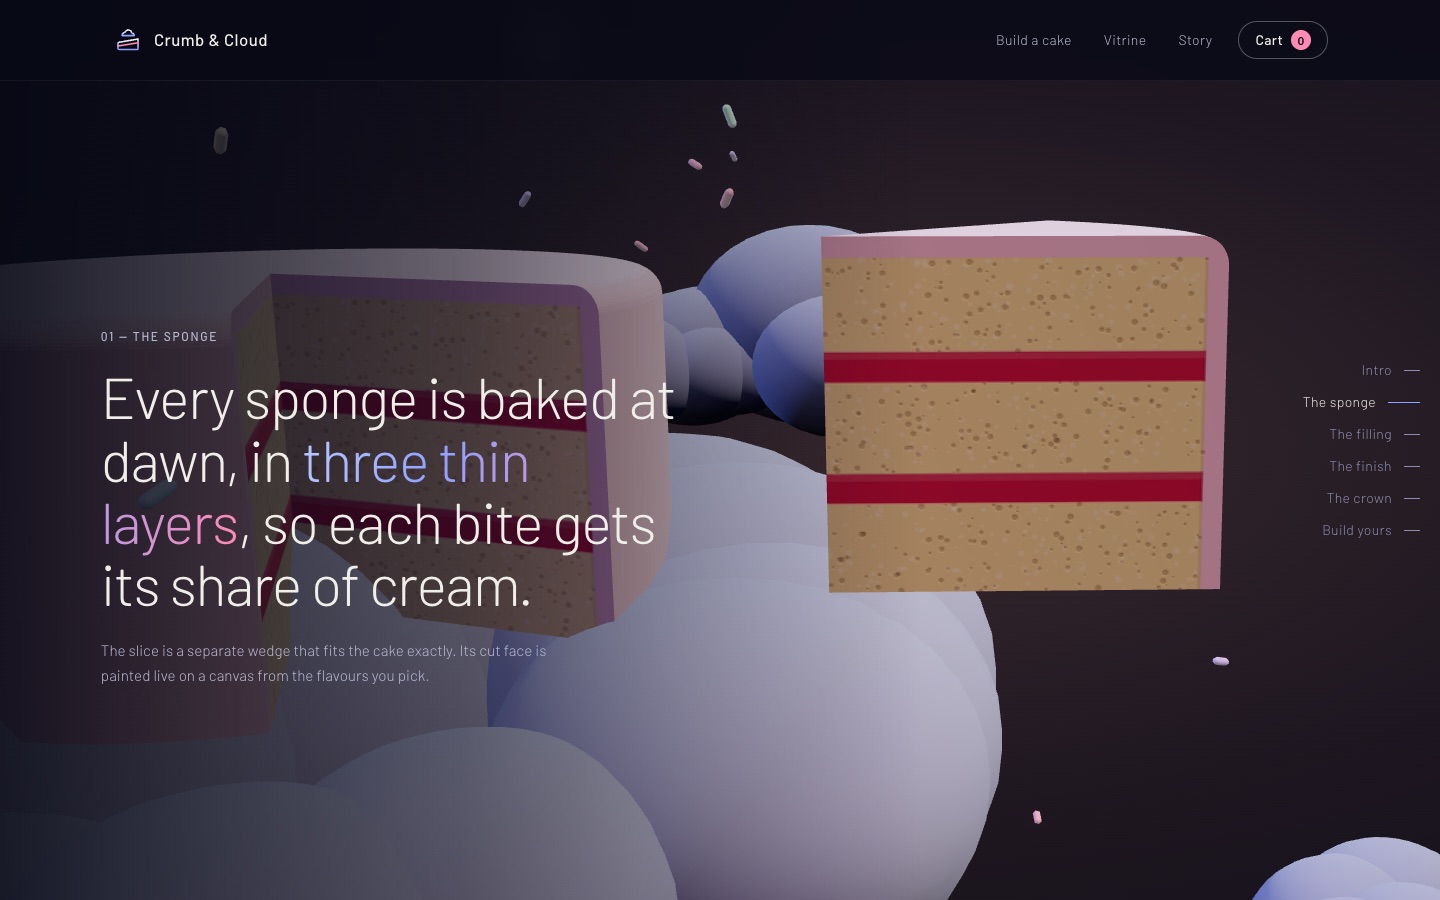 Crumb & Cloud
Build a cake
Vitrine
Story
Cart 0
01 — THE SPONGE
Every sponge is baked at
dawn, in three thin
layers, so each bite gets
its share of cream.
The slice is a separate wedge that fits the cake exactly. Its cut face is
painted live on a canvas from the flavours you pick.
Intro
The sponge
The filling
The finish
The crown
Build yours